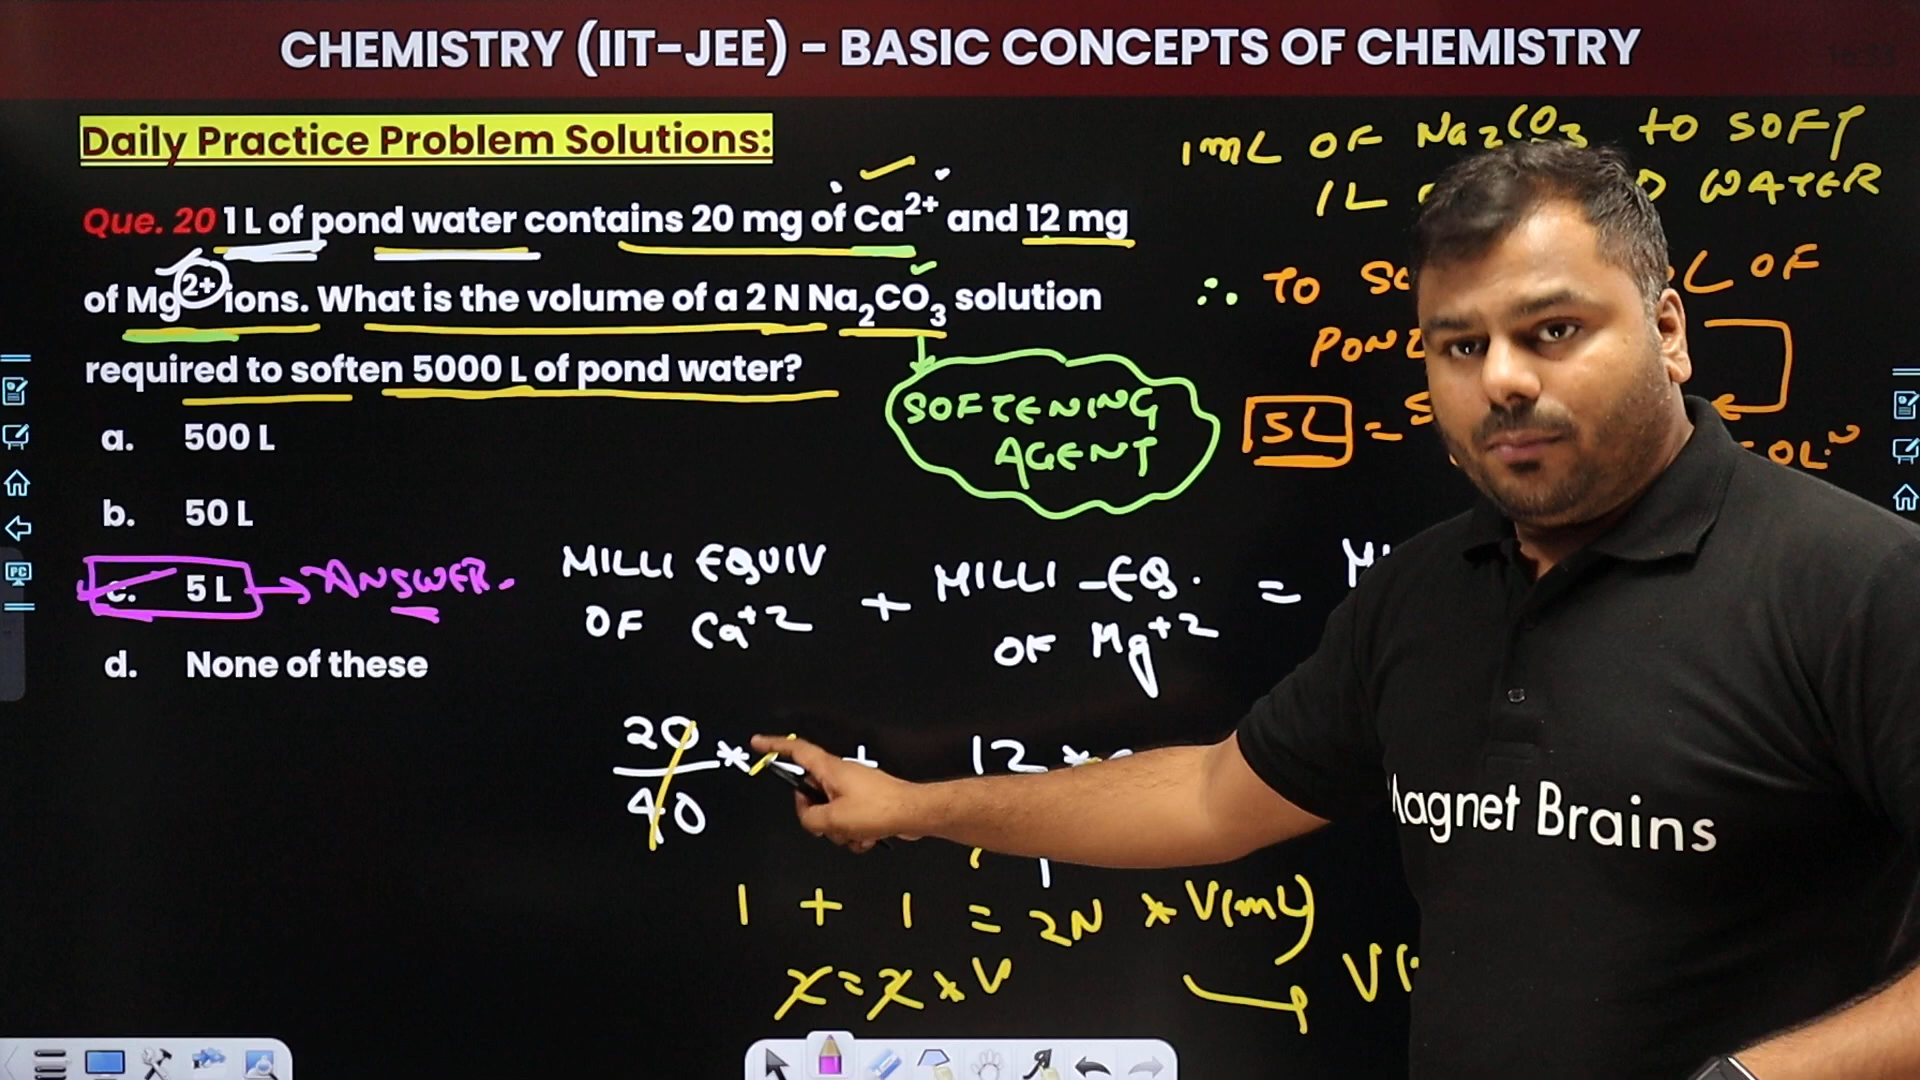 CHEMISTRY (IIT-JEE) - BASIC CONCEPTS OF CHEMISTRY
Daily Practice Problem Solutions:
Que. 20 1 L of pond water contains 20 mg of Ca²⁺ and 12 mg
of Mg²⁺ ions. What is the volume of a 2 N Na₂CO₃ solution
required to soften 5000 L of pond water?
a. 500 L
b. 50 L
c. 5 L → ANSWER.
d. None of these
1mL OF Na₂CO₃ TO SOFT
1L WATER
∴ TO OF
5L =
SOFTENING
AGENT
MILLI EQUIV
OF Ca⁺²
+
MILLI -EQ.
OF Mg⁺²
=
20/40 * + 12 *
1 + 1 = 2N * V(mL)
2 = 2 * V
Magnet Brains
PC